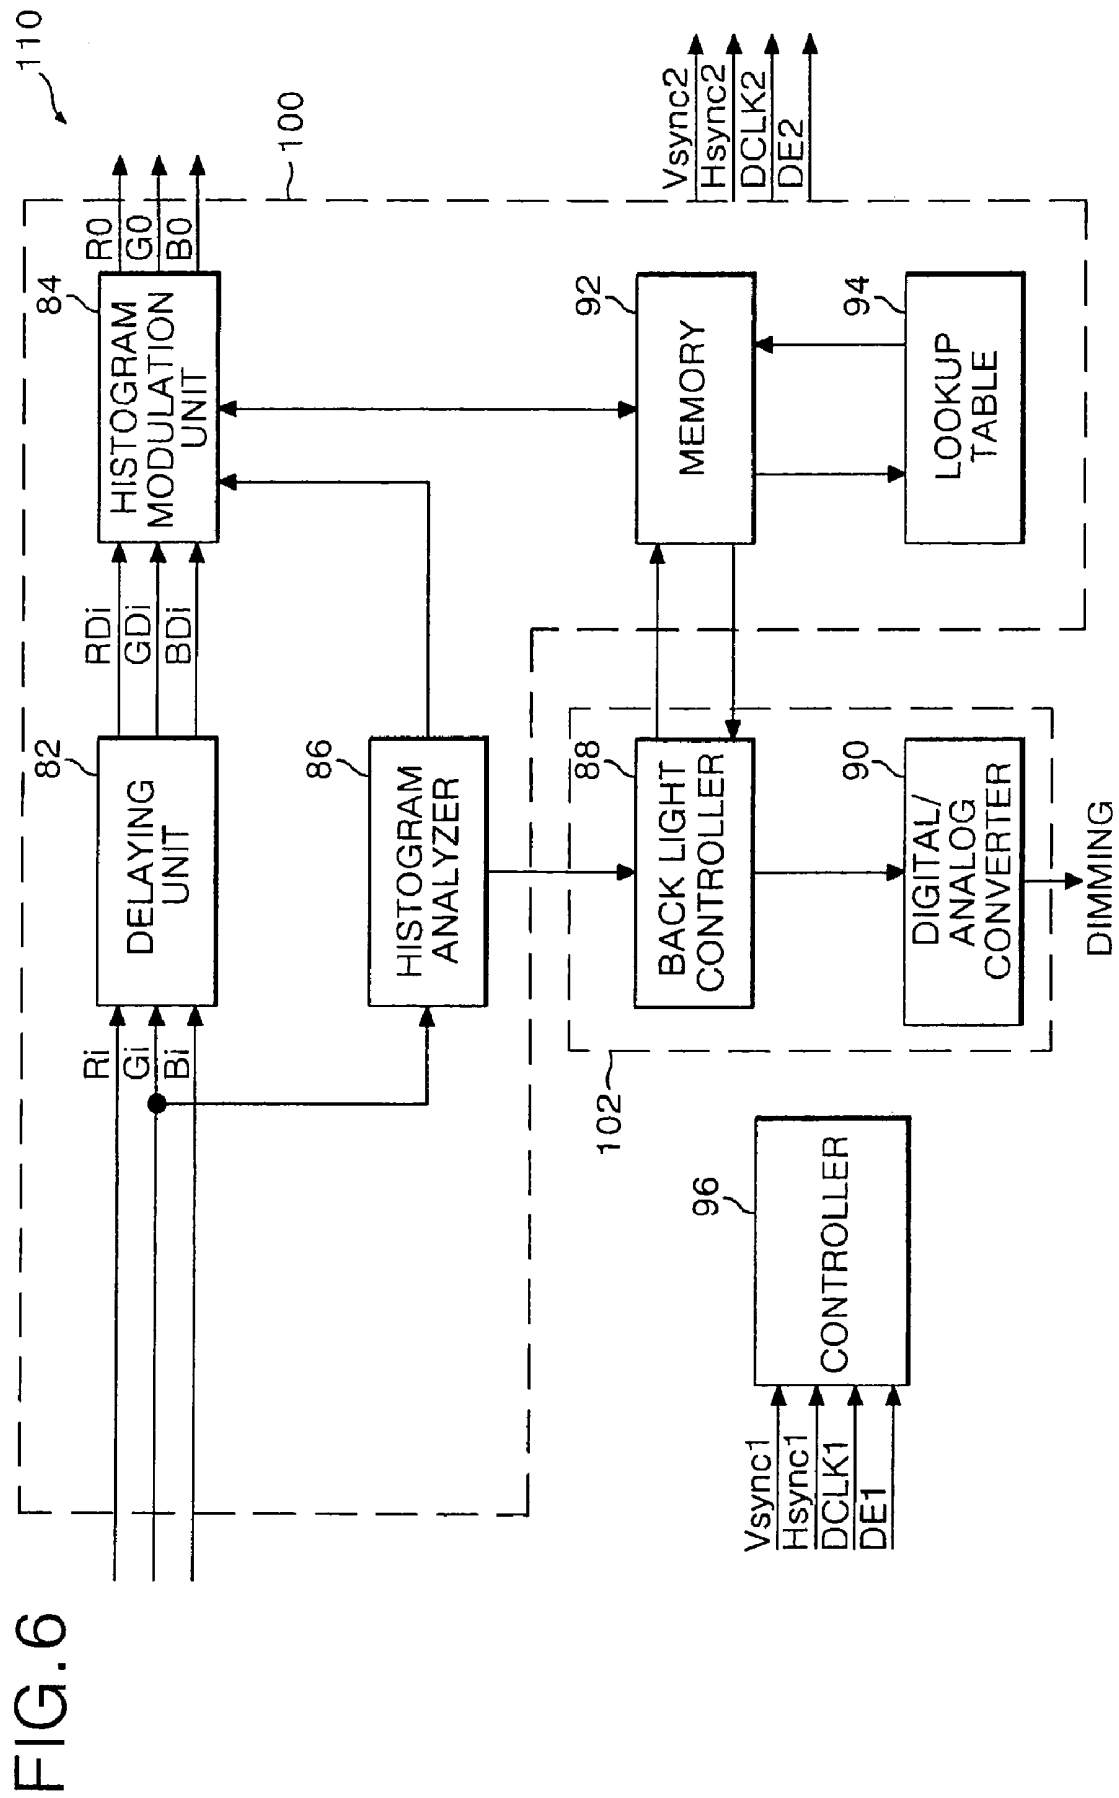 FIG.6
110
100
Ri
Gi
Bi
82
DELAYING
UNIT
RDi
GDi
BDi
84
HISTOGRAM
MODULATION
UNIT
R0
G0
B0
86
HISTOGRAM
ANALYZER
102
88
BACK LIGHT
CONTROLLER
92
MEMORY
90
DIGITAL/
ANALOG
CONVERTER
94
LOOKUP
TABLE
DIMMING
96
CONTROLLER
Vsync1
Hsync1
DCLK1
DE1
Vsync2
Hsync2
DCLK2
DE2